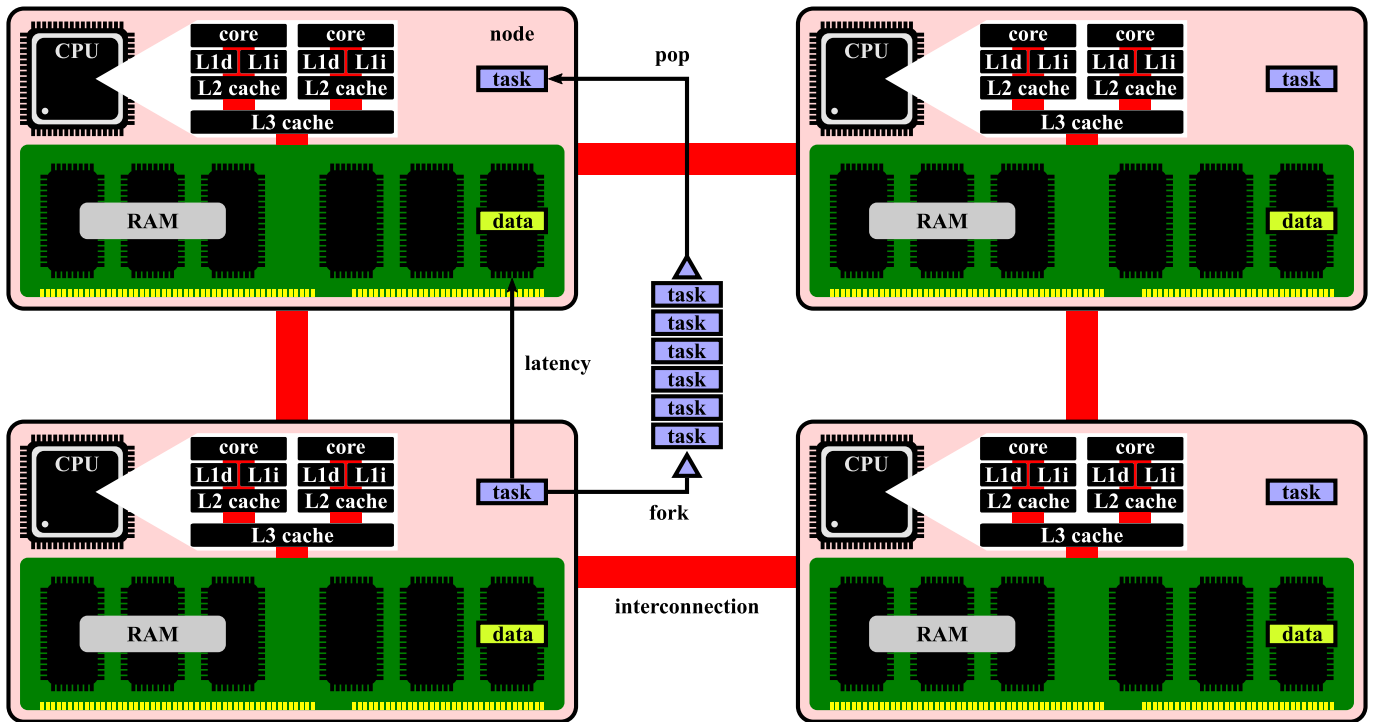 CPU
core core
L1d L1i L1d L1i
L2 cache L2 cache
L3 cache
node
task
RAM
data
pop
CPU
core core
L1d L1i L1d L1i
L2 cache L2 cache
L3 cache
task
RAM
data
task
task
task
task
task
task
latency
fork
interconnection
CPU
core core
L1d L1i L1d L1i
L2 cache L2 cache
L3 cache
task
RAM
data
CPU
core core
L1d L1i L1d L1i
L2 cache L2 cache
L3 cache
task
RAM
data